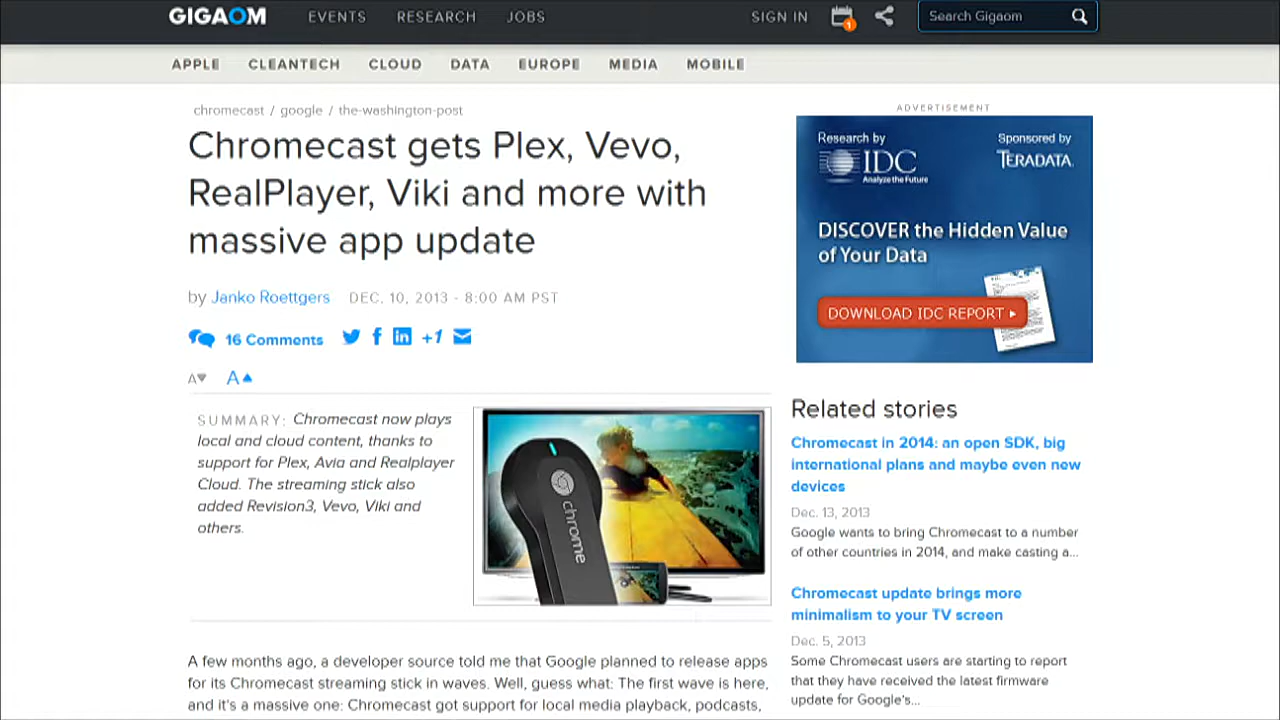 GIGAOM EVENTS RESEARCH JOBS SIGN IN 1 Search Gigaom
APPLE CLEANTECH CLOUD DATA EUROPE MEDIA MOBILE
chromecast / google / the-washington-post
Chromecast gets Plex, Vevo,
RealPlayer, Viki and more with
massive app update
by Janko Roettgers DEC. 10, 2013 - 8:00 AM PST
16 Comments +1
A A
SUMMARY: Chromecast now plays
local and cloud content, thanks to
support for Plex, Avia and Realplayer
Cloud. The streaming stick also
added Revision3, Vevo, Viki and
others.
chrome
A few months ago, a developer source told me that Google planned to release apps
for its Chromecast streaming stick in waves. Well, guess what: The first wave is here,
and it's a massive one: Chromecast got support for local media playback, podcasts,
ADVERTISEMENT
Research by Sponsored by
IDC TERADATA.
Analyze the Future
DISCOVER the Hidden Value
of Your Data
DOWNLOAD IDC REPORT
Related stories
Chromecast in 2014: an open SDK, big
international plans and maybe even new
devices
Dec. 13, 2013
Google wants to bring Chromecast to a number
of other countries in 2014, and make casting a...
Chromecast update brings more
minimalism to your TV screen
Dec. 5, 2013
Some Chromecast users are starting to report
that they have received the latest firmware
update for Google's...